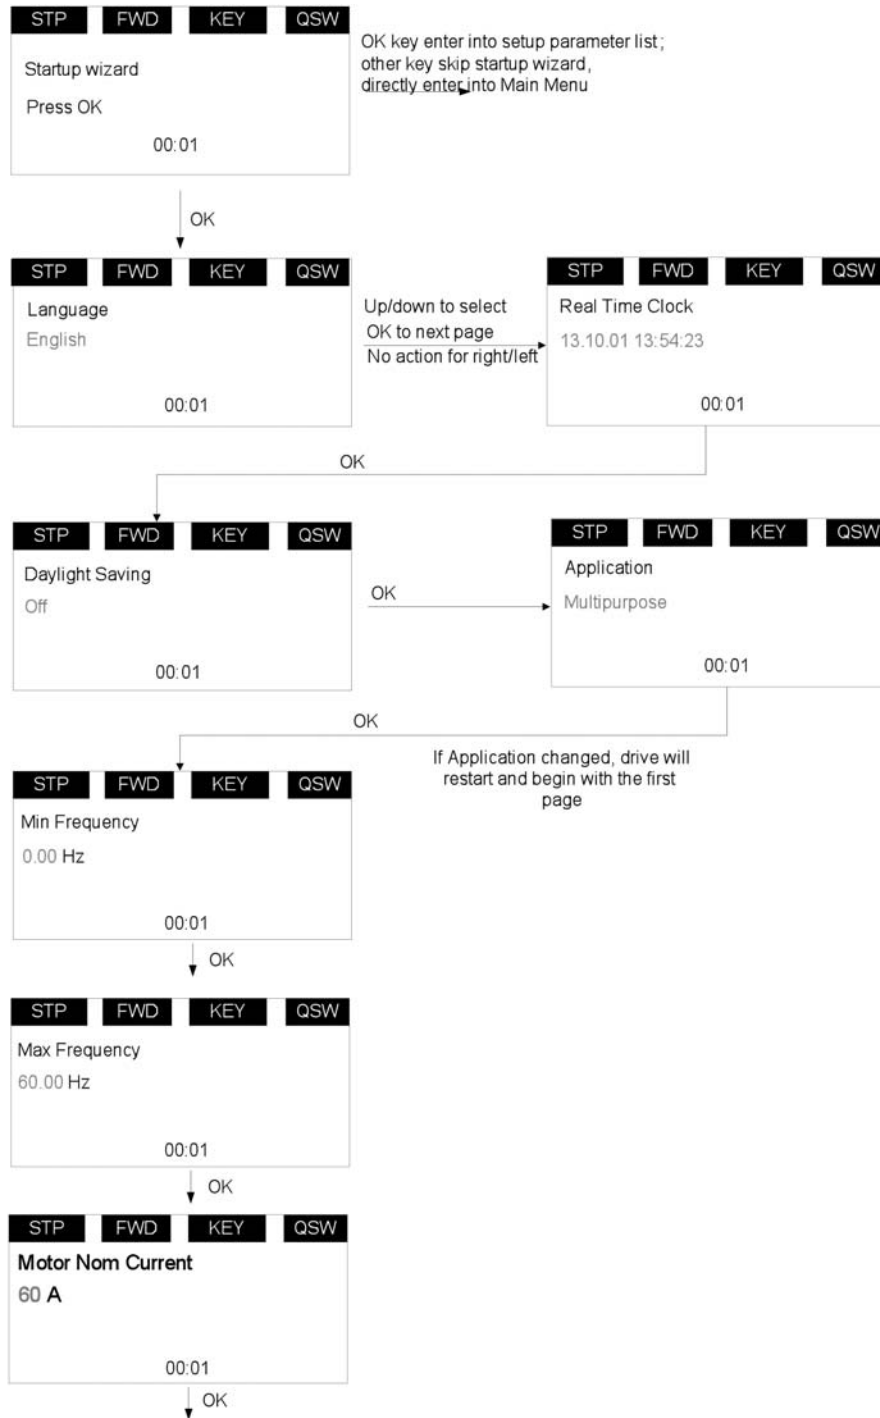 STP FWD KEY QSW
Startup wizard
Press OK
00:01
OK key enter into setup parameter list;
other key skip startup wizard,
directly enter into Main Menu
OK
STP FWD KEY QSW
Language
English
00:01
Up/down to select
OK to next page
No action for right/left
STP FWD KEY QSW
Real Time Clock
13.10.01 13:54:23
00:01
OK
STP FWD KEY QSW
Daylight Saving
Off
00:01
OK
STP FWD KEY QSW
Application
Multipurpose
00:01
OK
If Application changed, drive will
restart and begin with the first
page
STP FWD KEY QSW
Min Frequency
0.00 Hz
00:01
OK
STP FWD KEY QSW
Max Frequency
60.00 Hz
00:01
OK
STP FWD KEY QSW
Motor Nom Current
60 A
00:01
OK